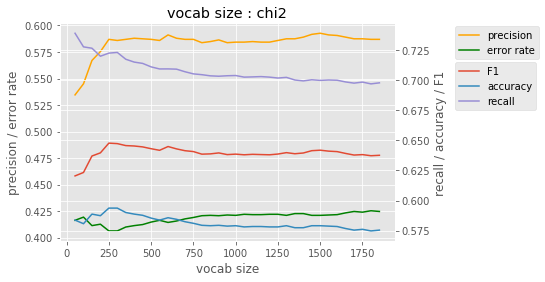 vocab size : chi2
precision / error rate
0.600
0.575
0.550
0.525
0.500
0.475
0.450
0.425
0.400
0
250
500
750
1000
1250
1500
1750
vocab size
0.725
0.700
0.675
0.650
0.625
0.600
0.575
recall / accuracy / F1
precision
error rate
F1
accuracy
recall